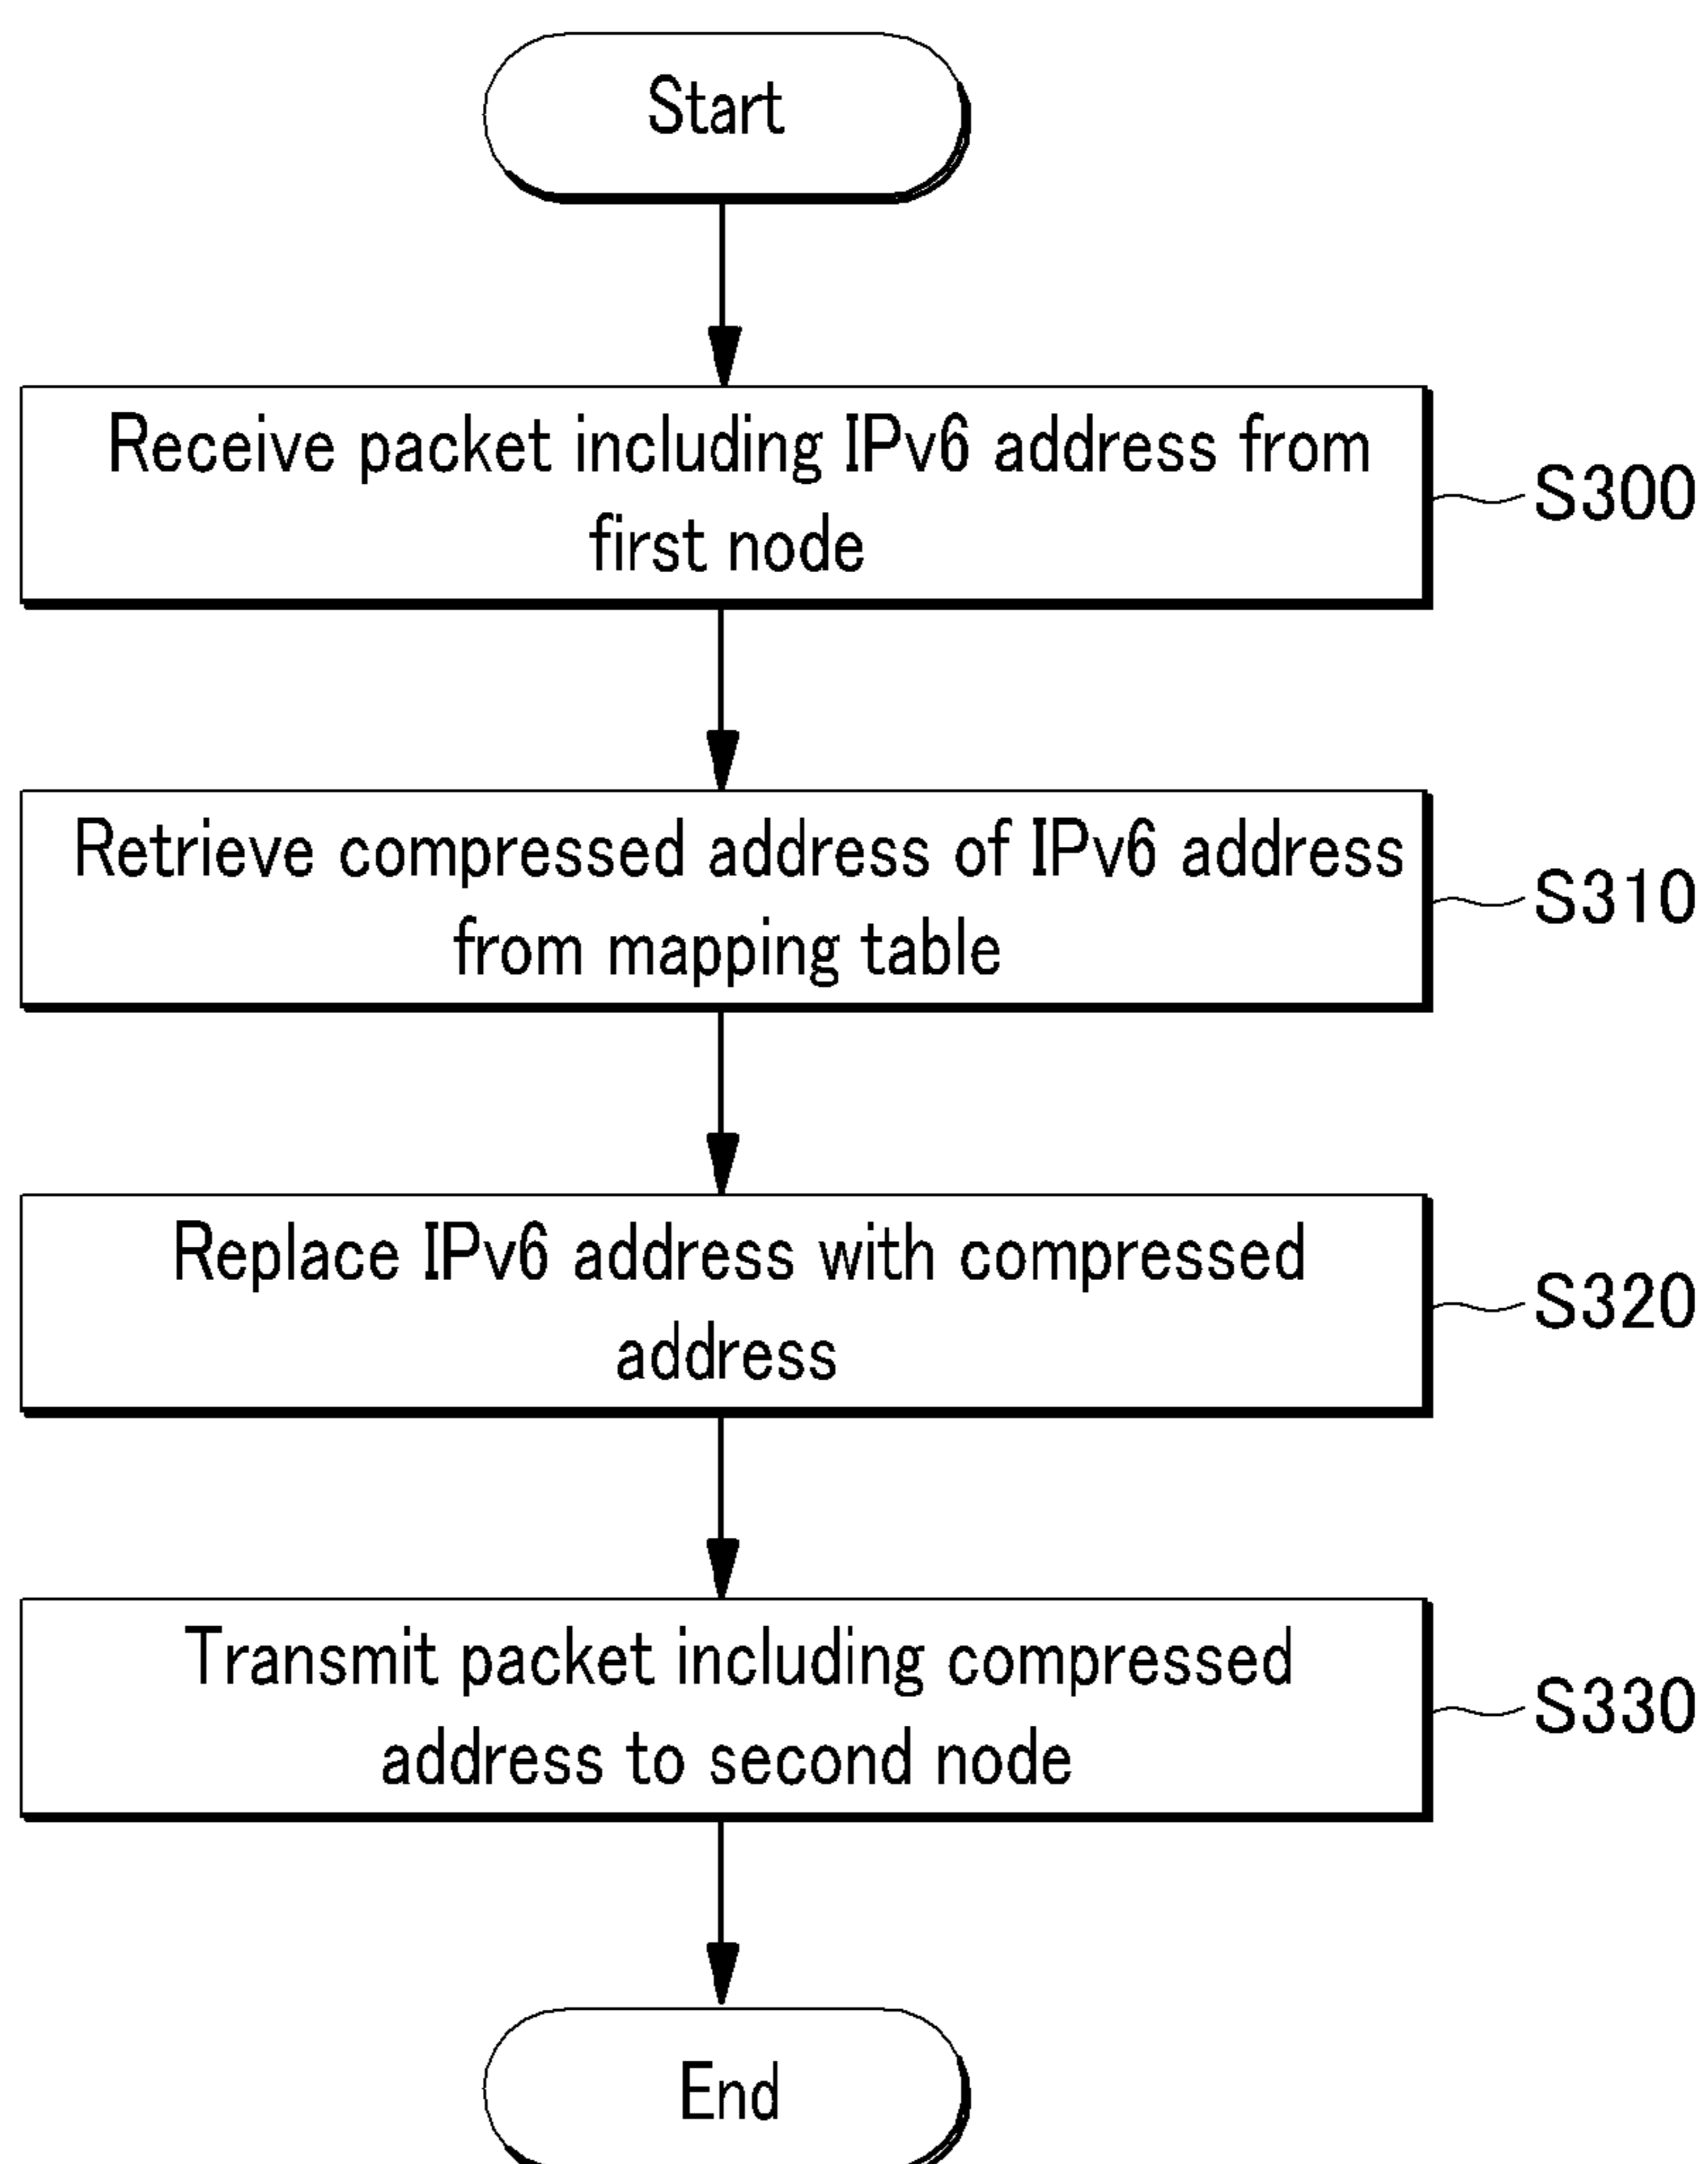 Start
Receive packet including IPv6 address from
first node
S300
Retrieve compressed address of IPv6 address
from mapping table
S310
Replace IPv6 address with compressed
address
S320
Transmit packet including compressed
address to second node
S330
End